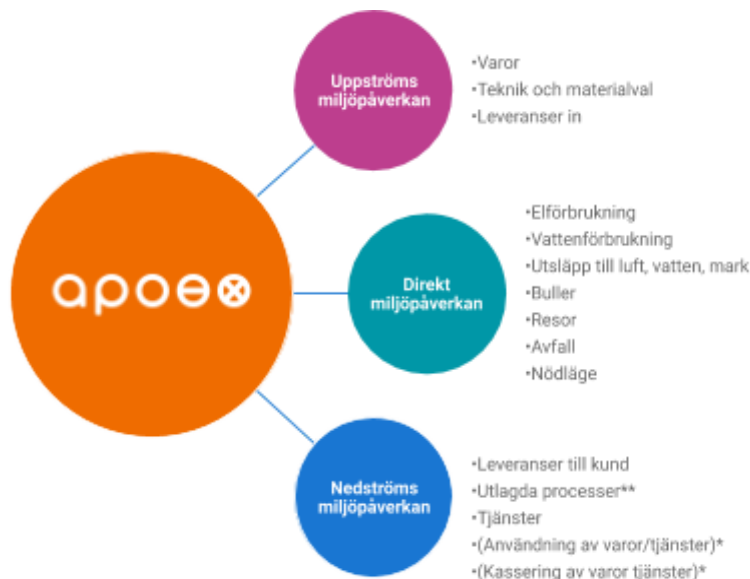 Uppströms
miljöpåverkan
•Varor
•Teknik och materialval
•Leveranser in
apoex
Direkt
miljöpåverkan
•Elförbrukning
•Vattenförbrukning
•Utsläpp till luft, vatten, mark
•Buller
•Resor
•Avfall
•Nödläge
Nedströms
miljöpåverkan
•Leveranser till kund
•Utlagda processer**
•Tjänster
•(Användning av varor/tjänster)*
•(Kassering av varor tjänster)*